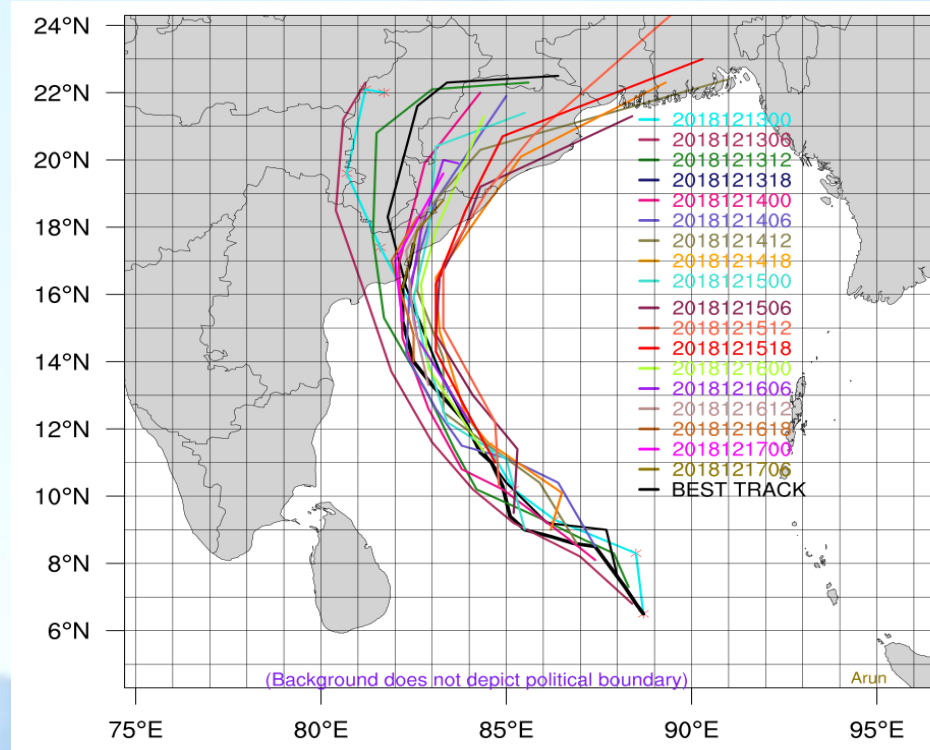 24°N
22°N
20°N
18°N
16°N
14°N
12°N
10°N
8°N
6°N
2018121300
2018121306
2018121312
2018121318
2018121400
2018121406
2018121412
2018121418
2018121500
2018121506
2018121512
2018121518
2018121600
2018121606
2018121612
2018121618
2018121700
2018121706
BEST TRACK
(Background does not depict political boundary)
Arun
75°E 80°E 85°E 90°E 95°E